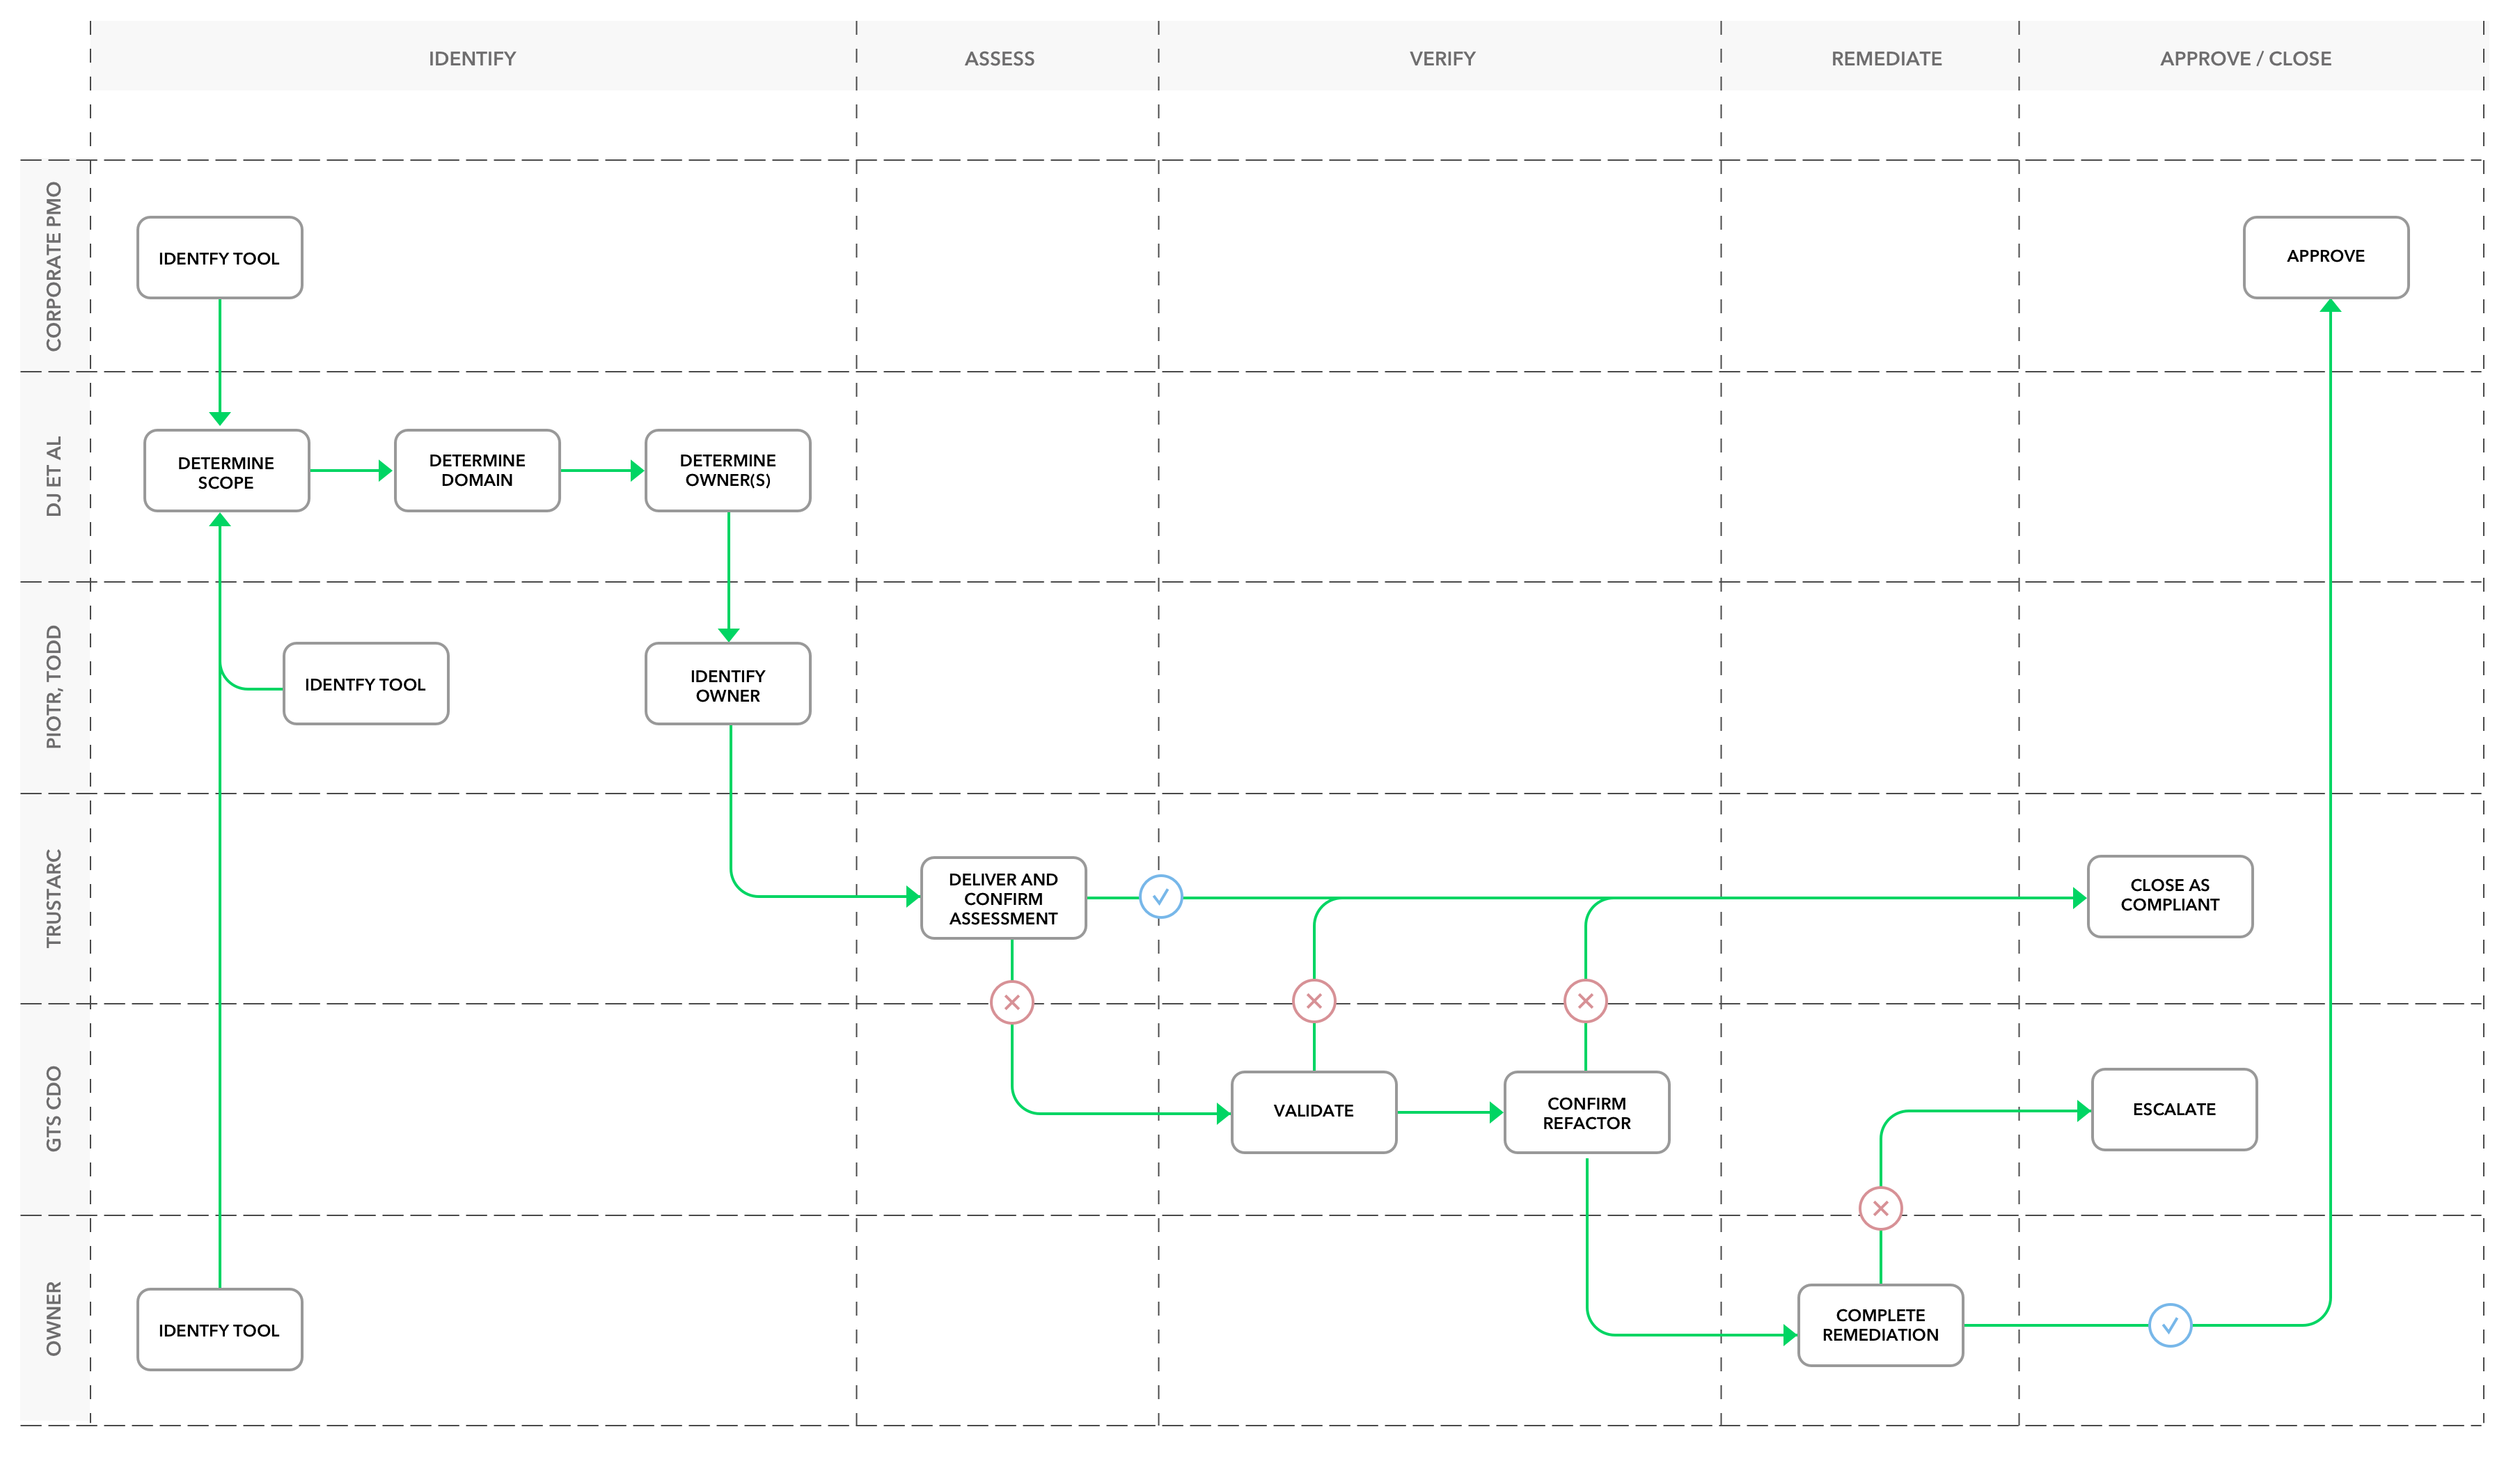 IDENTIFY
ASSESS
VERIFY
REMEDIATE
APPROVE / CLOSE
CORPORATE PMO
IDENTFY TOOL
APPROVE
DJ ET AL
DETERMINE
SCOPE
DETERMINE
DOMAIN
DETERMINE
OWNER(S)
PIOTR, TODD
IDENTFY TOOL
IDENTIFY
OWNER
TRUSTARC
DELIVER AND
CONFIRM
ASSESSMENT
CLOSE AS
COMPLIANT
GTS CDO
VALIDATE
CONFIRM
REFACTOR
ESCALATE
OWNER
IDENTFY TOOL
COMPLETE
REMEDIATION